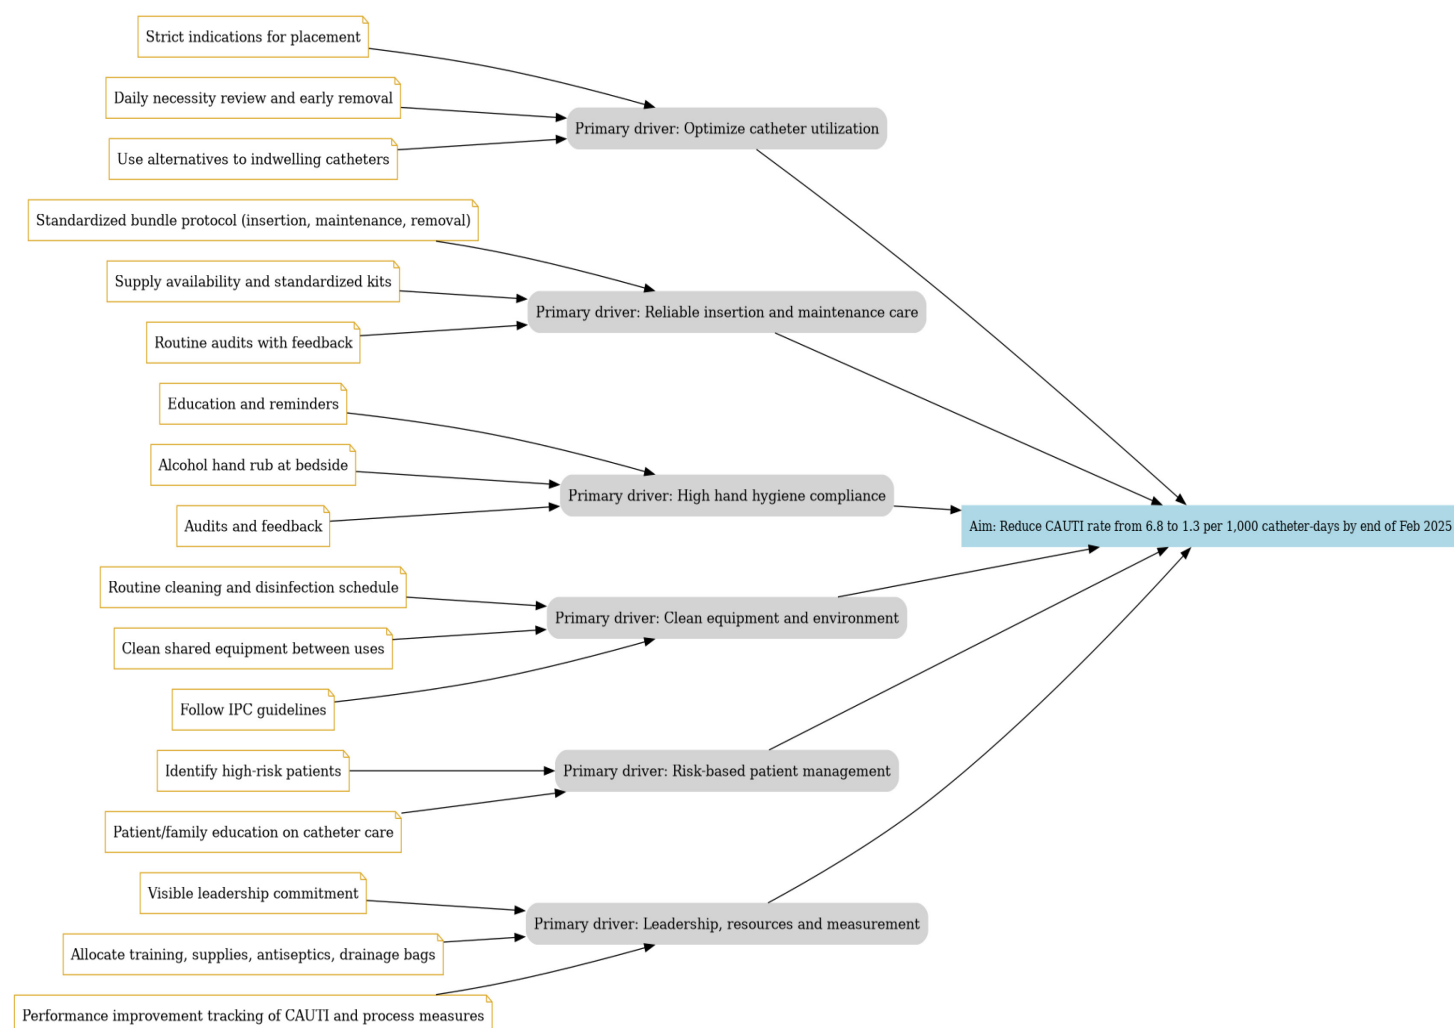 Strict indications for placement
Daily necessity review and early removal
Use alternatives to indwelling catheters
Primary driver: Optimize catheter utilization
Standardized bundle protocol (insertion, maintenance, removal)
Supply availability and standardized kits
Routine audits with feedback
Primary driver: Reliable insertion and maintenance care
Education and reminders
Alcohol hand rub at bedside
Audits and feedback
Primary driver: High hand hygiene compliance
Aim: Reduce CAUTI rate from 6.8 to 1.3 per 1,000 catheter-days by end of Feb 2025
Routine cleaning and disinfection schedule
Clean shared equipment between uses
Follow IPC guidelines
Primary driver: Clean equipment and environment
Identify high-risk patients
Patient/family education on catheter care
Primary driver: Risk-based patient management
Visible leadership commitment
Allocate training, supplies, antiseptics, drainage bags
Performance improvement tracking of CAUTI and process measures
Primary driver: Leadership, resources and measurement